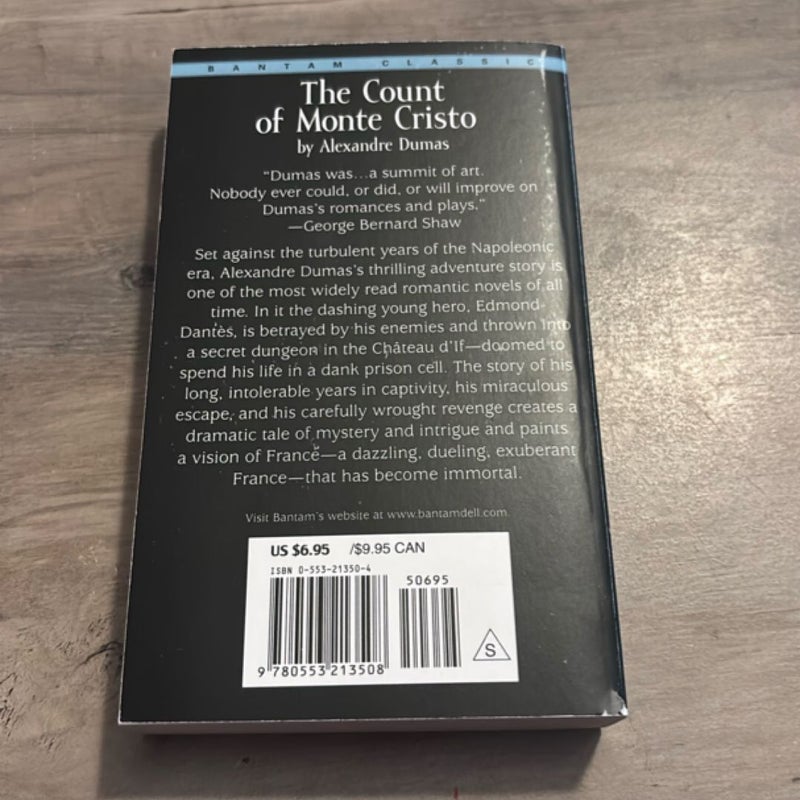 BANTAM CLASSIC
The Count
of Monte Cristo
by Alexandre Dumas
“Dumas was...a summit of art.
Nobody ever could, or did, or will improve on
Dumas's romances and plays.”
—George Bernard Shaw
Set against the turbulent years of the Napoleonic
era, Alexandre Dumas's thrilling adventure story is
one of the most widely read romantic novels of all
time. In it the dashing young hero, Edmond
Dantès, is betrayed by his enemies and thrown into
a secret dungeon in the Château d'If—doomed to
spend his life in a dank prison cell. The story of his
long, intolerable years in captivity, his miraculous
escape, and his carefully wrought revenge creates a
dramatic tale of mystery and intrigue and paints
a vision of France—a dazzling, dueling, exuberant
France—that has become immortal.
Visit Bantam's website at www.bantamdell.com.
US $6.95 /$9.95 CAN
ISBN 0-553-21350-4
50695
S
9 780553 213508